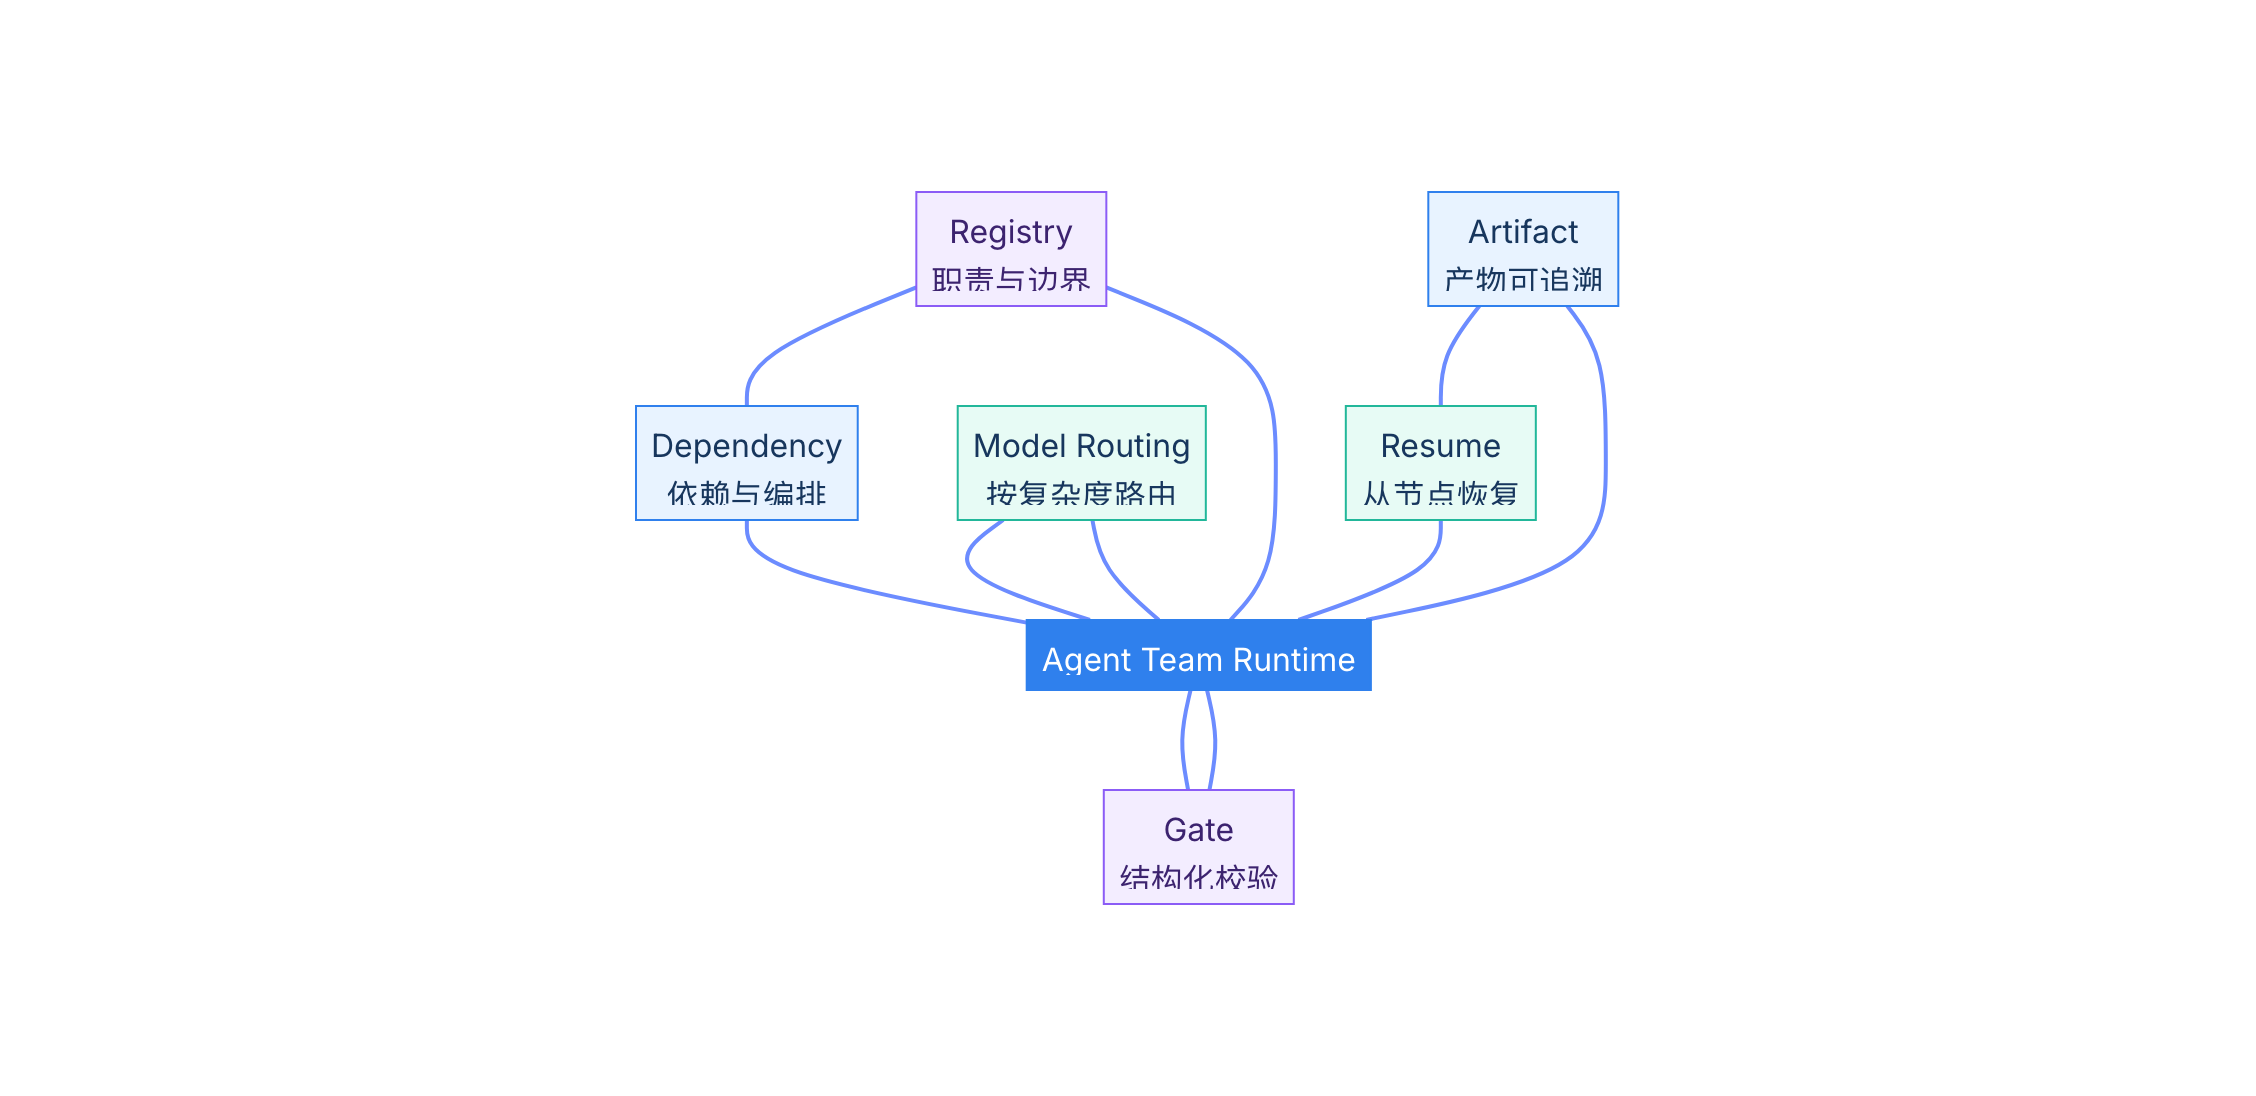 Registry
职责与边界
Artifact
产物可追溯
Dependency
依赖与编排
Model Routing
按复杂度路由
Resume
从节点恢复
Agent Team Runtime
Gate
结构化校验